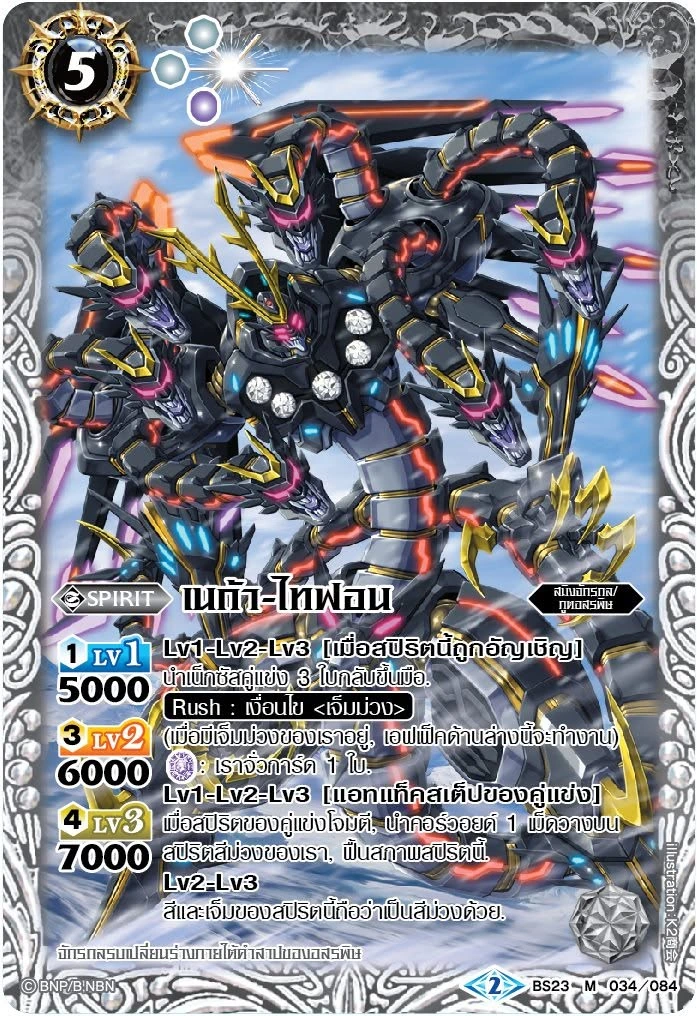 5
SPIRIT
เนก้า-ไทฟอน
สมิงจักรกล/
ภูตอสรพิษ
1 LV1
5000
3 LV2
6000
4 LV3
7000
Lv1-Lv2-Lv3 [เมื่อสปิริตนี้ถูกอัญเชิญ]
นำเน็กซัสคู่แข่ง 3 ใบกลับขึ้นมือ.
Rush : เงื่อนไข <เจ็มม่วง>
(เมื่อมีเจ็มม่วงของเราอยู่, เอฟเฟ็คด้านล่างนี้จะทำงาน)
: เราจั่วการ์ด 1 ใบ.
Lv1-Lv2-Lv3 [แอทแท็คสเต็ปของคู่แข่ง]
เมื่อสปิริตของคู่แข่งโจมตี, นำคอร์วอยด์ 1 เม็ดวางบน
สปิริตสีม่วงของเรา, ฟื้นสภาพสปิริตนี้.
Lv2-Lv3
สีและเจ็มของสปิริตนี้ถือว่าเป็นสีม่วงด้วย.
จักรกลรบเปลี่ยนร่างภายใต้คำสาปของอสรพิษ
illustration: K2商会
©BNP/B!NBN
2
BS23 M 034/084